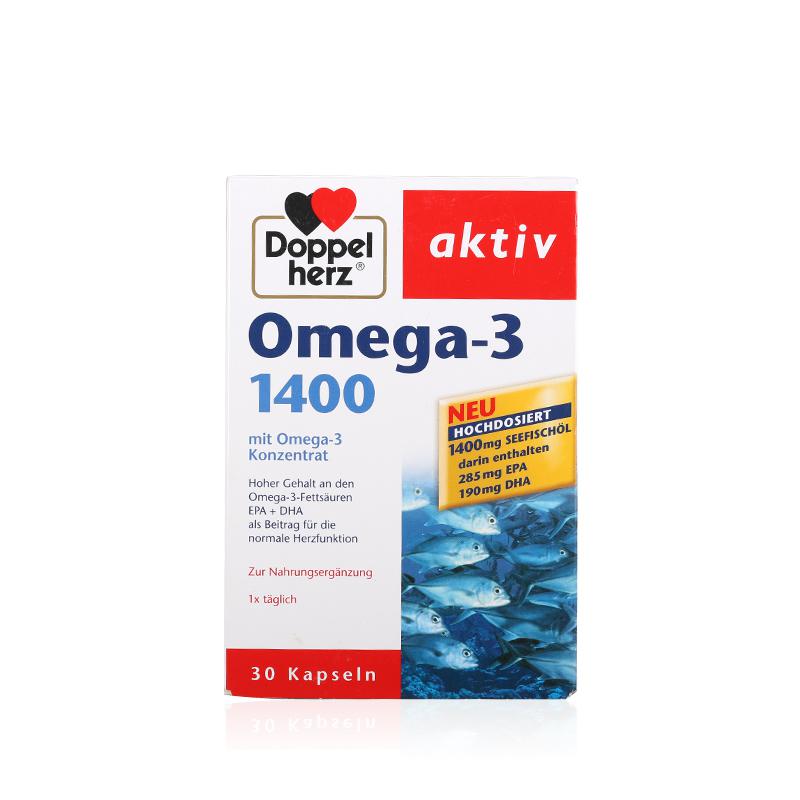 Doppel
herz®
aktiv
Omega-3
1400
mit Omega-3
Konzentrat
NEU
HOCHDOSIERT
1400mg SEEFISCHÖL
darin enthalten
285mg EPA
190mg DHA
Hoher Gehalt an den
Omega-3-Fettsäuren
EPA + DHA
als Beitrag für die
normale Herzfunktion
Zur Nahrungsergänzung
1x täglich
30 Kapseln